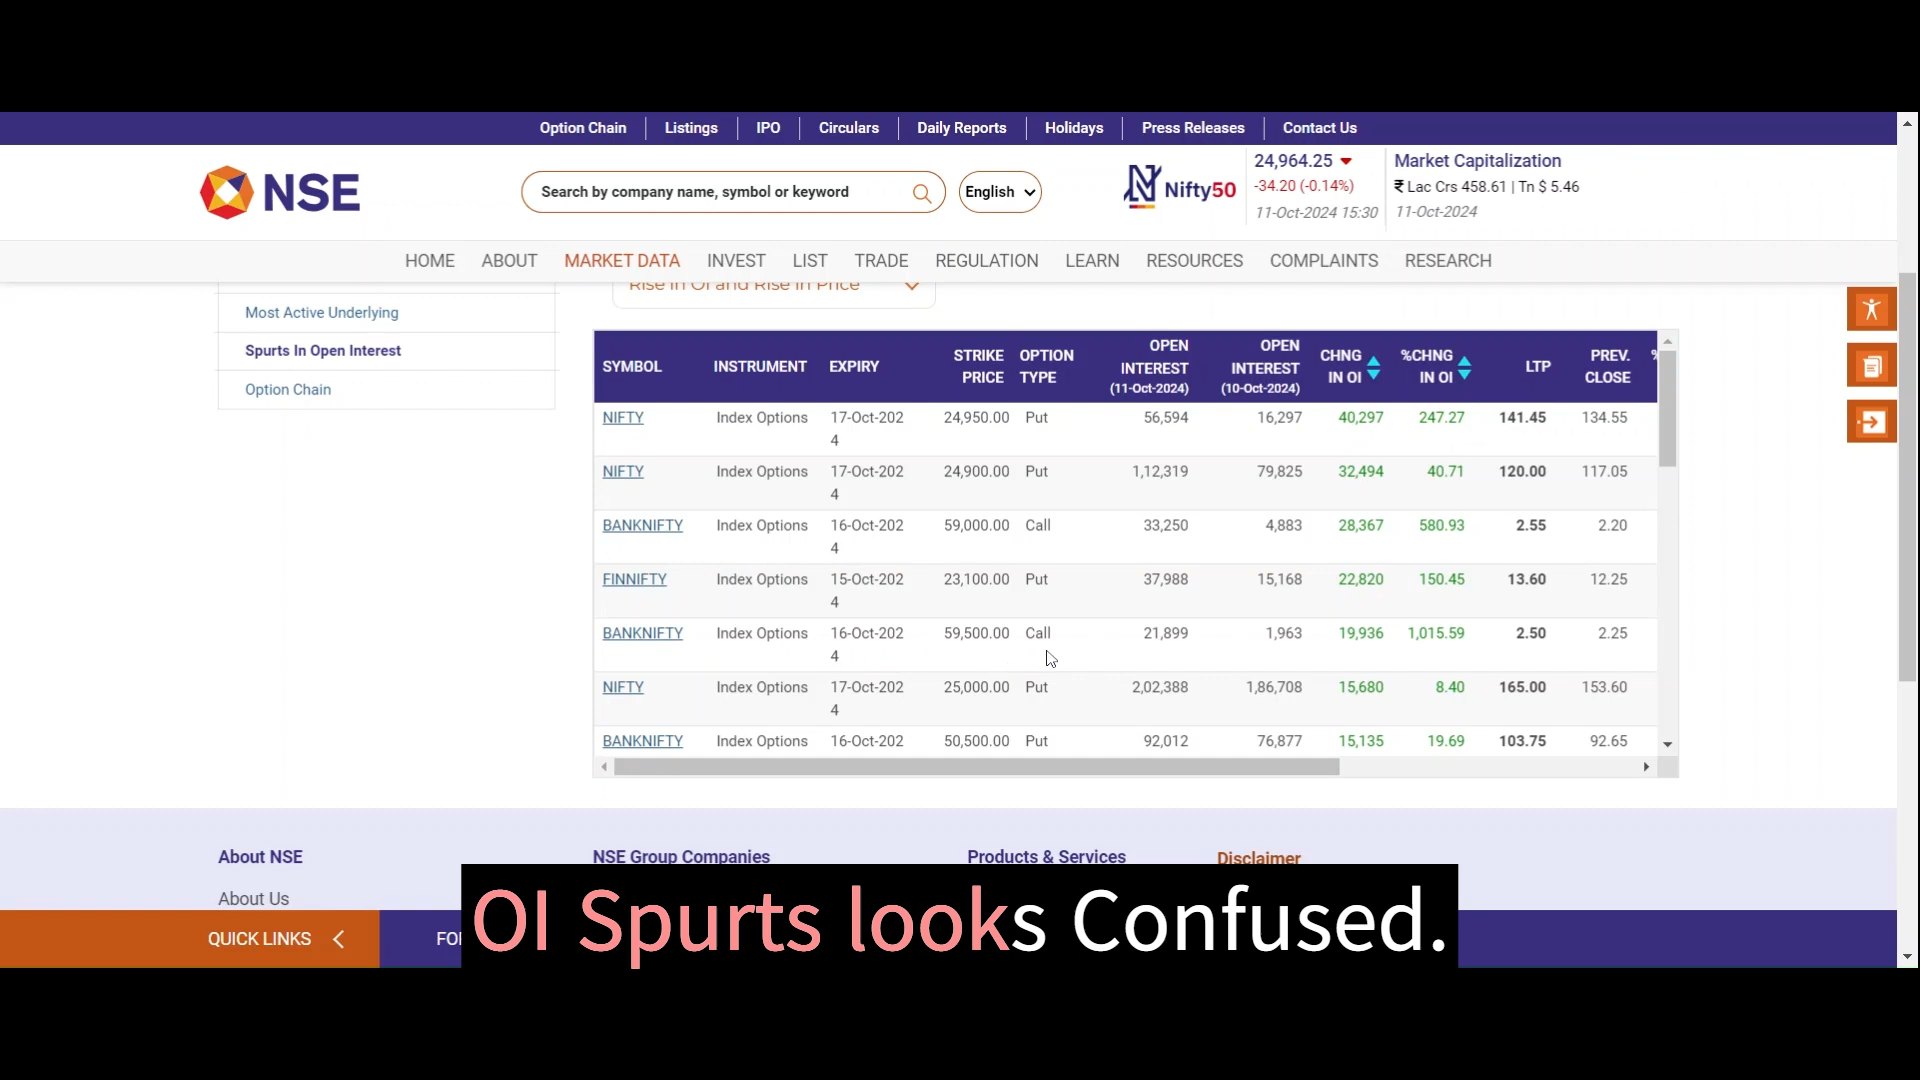 Option Chain Listings IPO Circulars Daily Reports Holidays Press Releases Contact Us
NSE
Search by company name, symbol or keyword
English
Nifty50
24,964.25
-34.20 (-0.14%)
11-Oct-2024 15:30
Market Capitalization
₹ Lac Crs 458.61 | Tn $ 5.46
11-Oct-2024
HOME ABOUT MARKET DATA INVEST LIST TRADE REGULATION LEARN RESOURCES COMPLAINTS RESEARCH
Rise in OI and Rise in Price
Most Active Underlying
Spurts In Open Interest
Option Chain
SYMBOL INSTRUMENT EXPIRY STRIKE PRICE OPTION TYPE OPEN INTEREST (11-Oct-2024) OPEN INTEREST (10-Oct-2024) CHNG IN OI %CHNG IN OI LTP PREV. CLOSE %
NIFTY Index Options 17-Oct-2024 24,950.00 Put 56,594 16,297 40,297 247.27 141.45 134.55
NIFTY Index Options 17-Oct-2024 24,900.00 Put 1,12,319 79,825 32,494 40.71 120.00 117.05
BANKNIFTY Index Options 16-Oct-2024 59,000.00 Call 33,250 4,883 28,367 580.93 2.55 2.20
FINNIFTY Index Options 15-Oct-2024 23,100.00 Put 37,988 15,168 22,820 150.45 13.60 12.25
BANKNIFTY Index Options 16-Oct-2024 59,500.00 Call 21,899 1,963 19,936 1,015.59 2.50 2.25
NIFTY Index Options 17-Oct-2024 25,000.00 Put 2,02,388 1,86,708 15,680 8.40 165.00 153.60
BANKNIFTY Index Options 16-Oct-202 50,500.00 Put 92,012 76,877 15,135 19.69 103.75 92.65
About NSE NSE Group Companies Products & Services Disclaimer
About Us
QUICK LINKS FO
OI Spurts looks Confused.